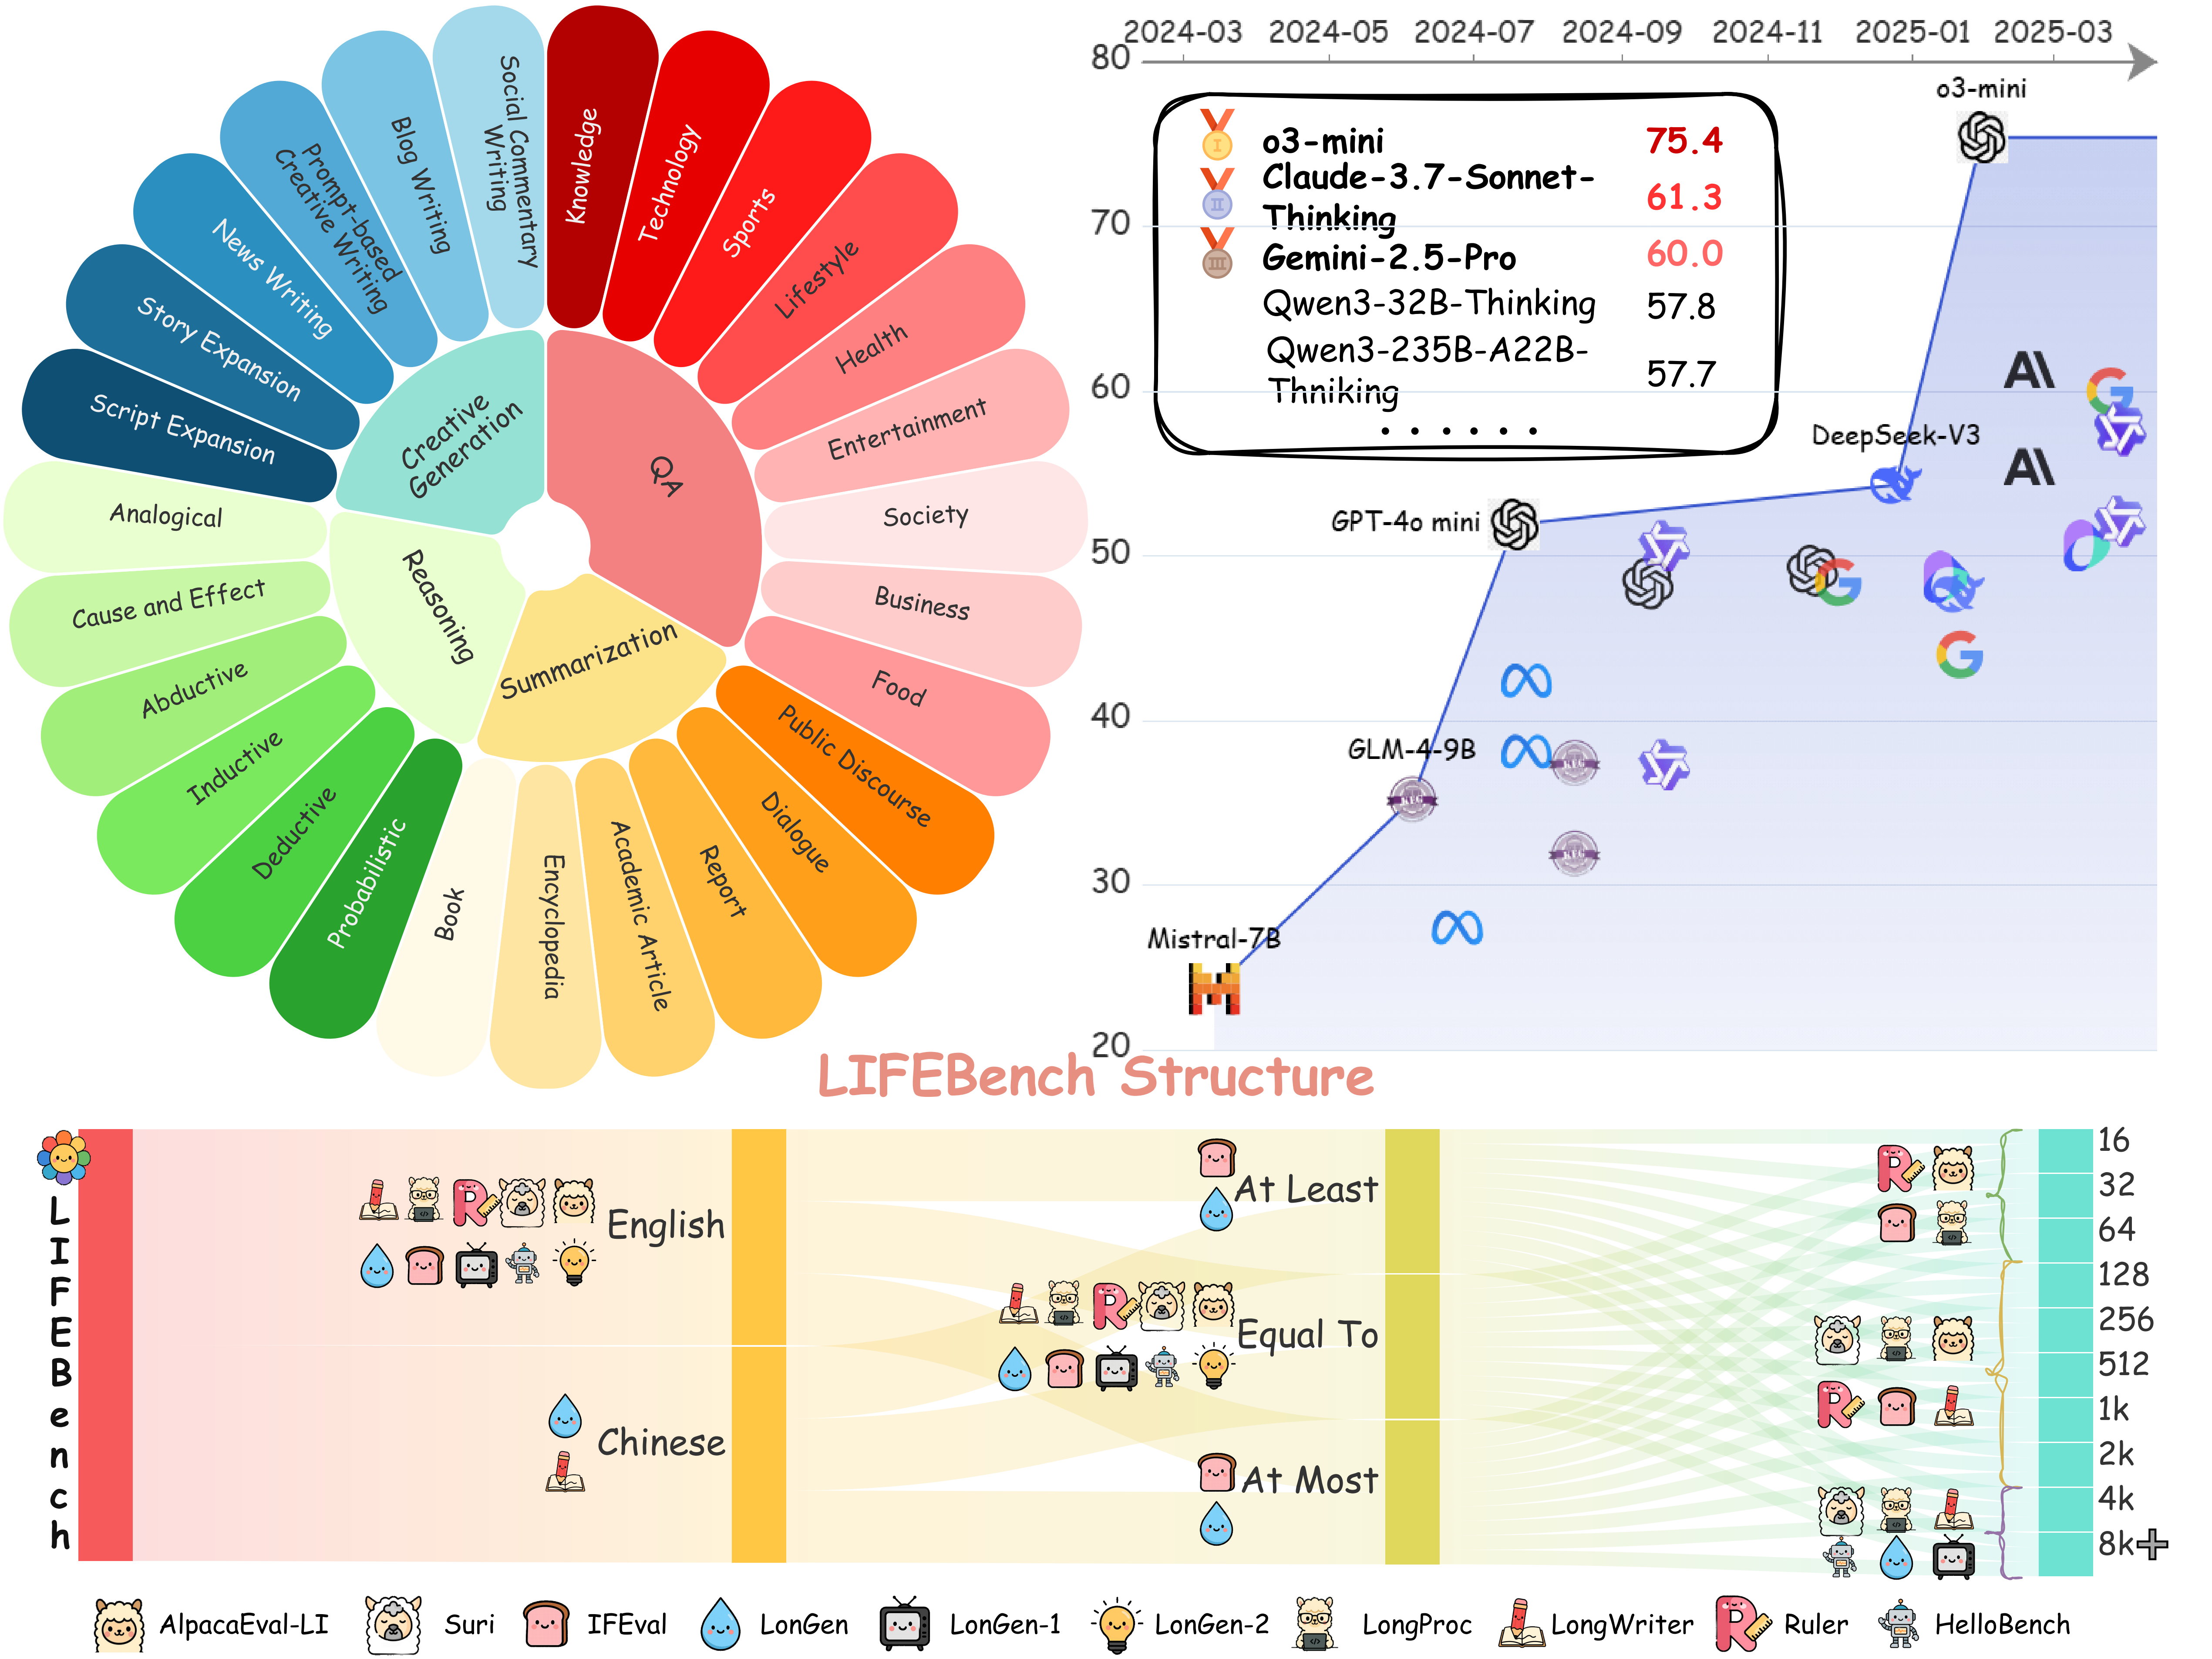 Social Commentary
Writing
Knowledge
Technology
Sports
Lifestyle
Health
Entertainment
Society
Business
Food
Public Discourse
Dialogue
Report
Academic Article
Encyclopedia
Book
Probabilistic
Deductive
Inductive
Abductive
Cause and Effect
Analogical
Script Expansion
Story Expansion
News Writing
Prompt-based
Creative Writing
Blog Writing
Creative
Generation
QA
Reasoning
Summarization
2024-03 2024-05 2024-07 2024-09 2024-11 2025-01 2025-03
80
70
60
50
40
30
20
I o3-mini 75.4
II Claude-3.7-Sonnet-
Thinking 61.3
III Gemini-2.5-Pro 60.0
Qwen3-32B-Thinking 57.8
Qwen3-235B-A22B-
Thniking 57.7
. . . . . .
o3-mini
DeepSeek-V3
GPT-4o mini
GLM-4-9B
Mistral-7B
LIFEBench Structure
LIFEBench
English
Chinese
At Least
Equal To
At Most
16
32
64
128
256
512
1k
2k
4k
8k+
AlpacaEval-LI Suri IFEval LonGen LonGen-1 LonGen-2 LongProc LongWriter Ruler HelloBench